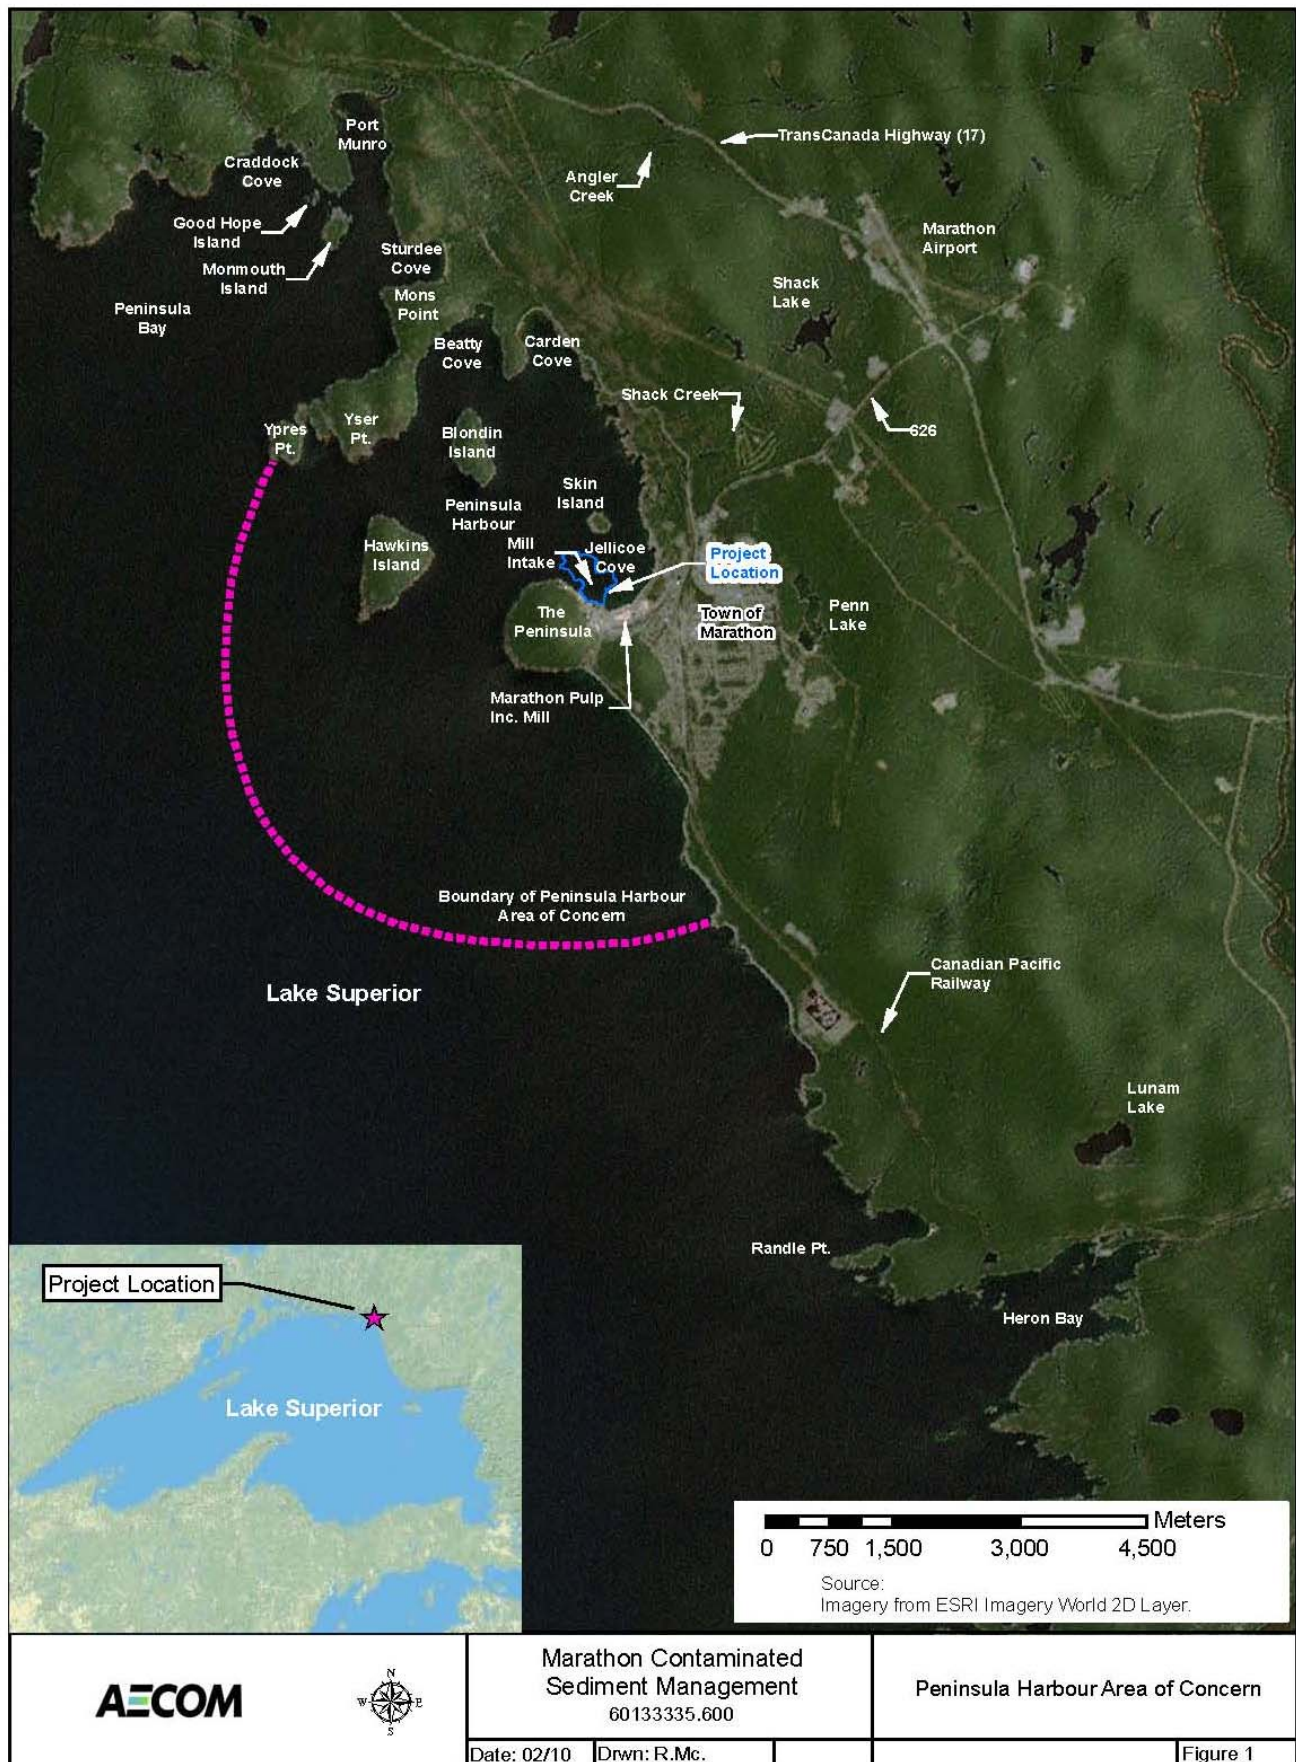 Port
Munro
TransCanada Highway (17)
Craddock
Cove
Angler
Creek
Good Hope
Island
Marathon
Airport
Sturdee
Cove
Monmouth
Island
Shack
Lake
Mons
Point
Peninsula
Bay
Beatty
Cove
Carden
Cove
Shack Creek
Ypres
Pt.
Yser
Pt.
626
Blondin
Island
Skin
Island
Peninsula
Harbour
Hawkins
Island
Mill
Intake
Jellicoe
Cove
Project
Location
The
Peninsula
Town of
Marathon
Penn
Lake
Marathon Pulp
Inc. Mill
Boundary of Peninsula Harbour
Area of Concern
Canadian Pacific
Railway
Lake Superior
Lunam
Lake
Randle Pt.
Heron Bay
Project Location
Lake Superior
Meters
0 750 1,500 3,000 4,500
Source:
Imagery from ESRI Imagery World 2D Layer.
AECOM
N
W E
S
Marathon Contaminated
Sediment Management
60133335.600
Peninsula Harbour Area of Concern
Date: 02/10
Drwn: R.Mc.
Figure 1